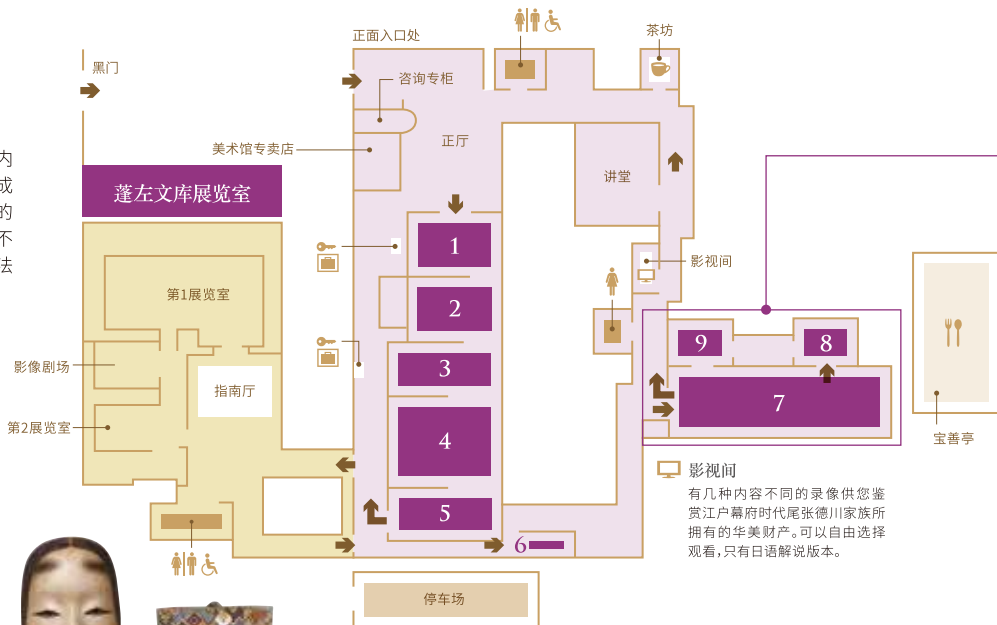 正面入口处
茶坊
黑门
咨询专柜
内
成
的
不
法
美术馆专卖店
正厅
讲堂
蓬左文库展览室
1
影视间
第1展览室
2
9
8
3
影像剧场
指南厅
7
第2展览室
4
宝善亭
影视间
有几种内容不同的录像供您鉴
赏江户幕府时代尾张德川家族所
拥有的华美财产。可以自由选择
观看，只有日语解说版本。
5
6
停车场